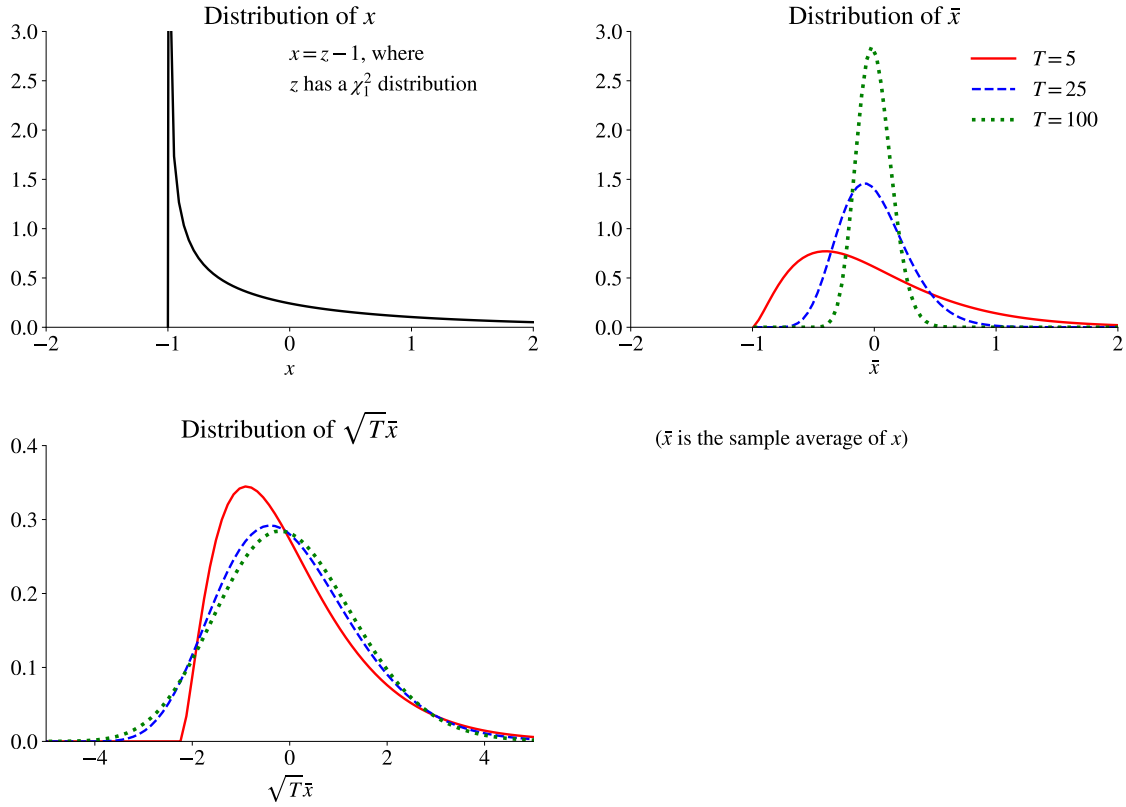 Distribution of x
3.0
2.5
2.0
1.5
1.0
0.5
0.0
−2
−1
0
1
2
x
x = z − 1, where
z has a χ₁² distribution
Distribution of x̄
3.0
2.5
2.0
1.5
1.0
0.5
0.0
−2
−1
0
1
2
x̄
T = 5
T = 25
T = 100
Distribution of √T x̄
0.4
0.3
0.2
0.1
0.0
−4
−2
0
2
4
√T x̄
(x̄ is the sample average of x)